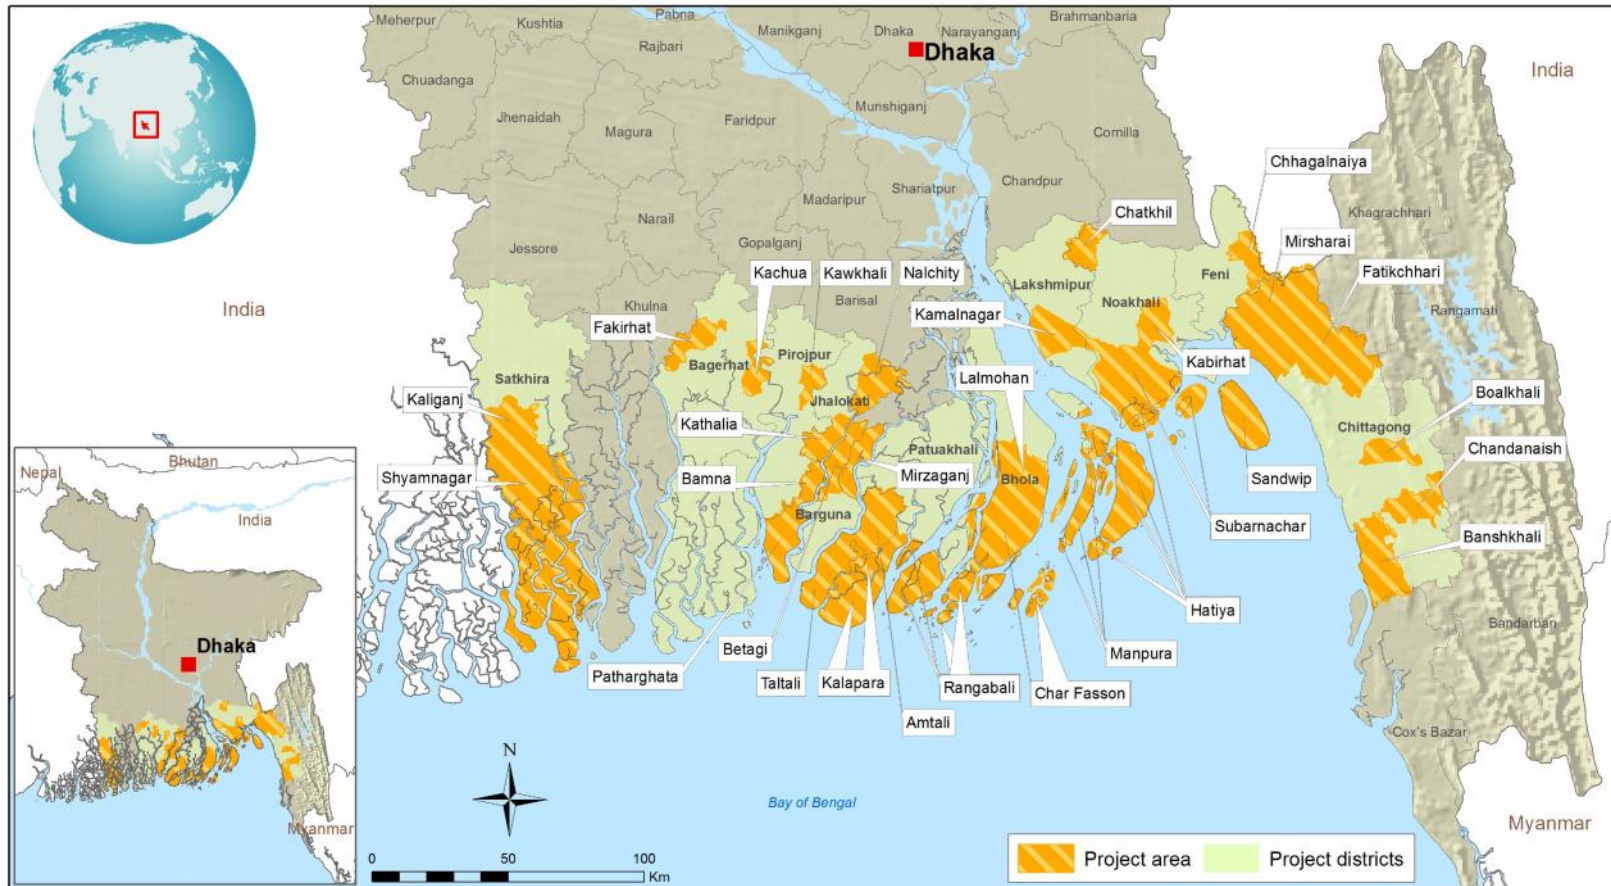 Meherpur
Kushtia
Pabna
Rajbari
Manikganj
Dhaka
Narayanganj
Brahmanbaria
Dhaka
India
Chuadanga
Jhenaidah
Magura
Faridpur
Munshiganj
Comilla
Chhagalnaiya
Shariatpur
Chandpur
Madaripur
Narail
Chatkhil
Khagrachhari
Jessore
Gopalganj
Mirsharai
Kachua
Kawkhali
Nalchity
Feni
Fatikchhari
Lakshmipur
Noakhali
Khulna
Barisal
India
Rangamati
Kamalnagar
Fakirhat
Pirojpur
Bagerhat
Kabirhat
Satkhira
Lalmohan
Boalkhali
Kaliganj
Jhalokati
Kathalia
Chittagong
Patuakhali
Chandanaish
Shyamnagar
Bamna
Mirzaganj
Bhola
Sandwip
Barguna
Subarnachar
Banshkhali
Hatiya
Bandarban
Betagi
Manpura
Patharghata
Taltali
Kalapara
Rangabali
Char Fasson
Amtali
Cox's Bazar
Nepal
Bhutan
India
Dhaka
Myanmar
N
Bay of Bengal
Myanmar
0 50 100
Km
Project area
Project districts